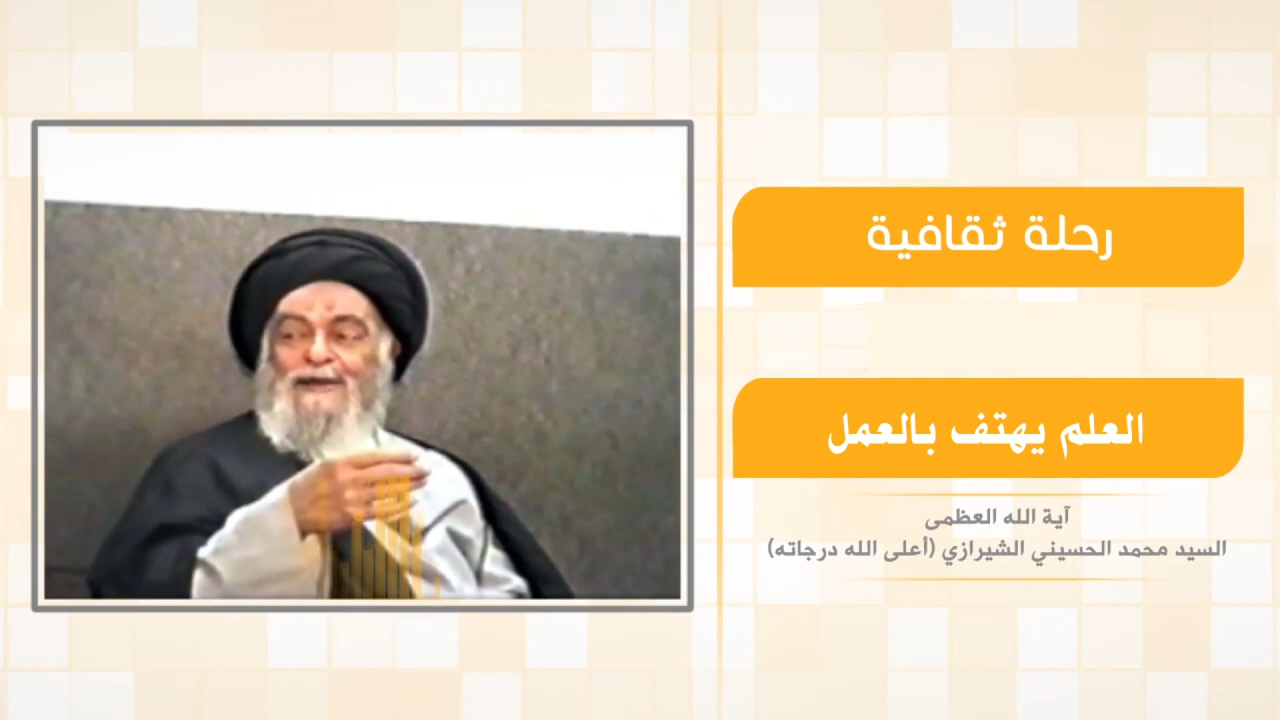 رحلة ثقافية
العلم يهتف بالعمل
آية الله العظمى
السيد محمد الحسيني الشيرازي (أعلى الله درجاته)